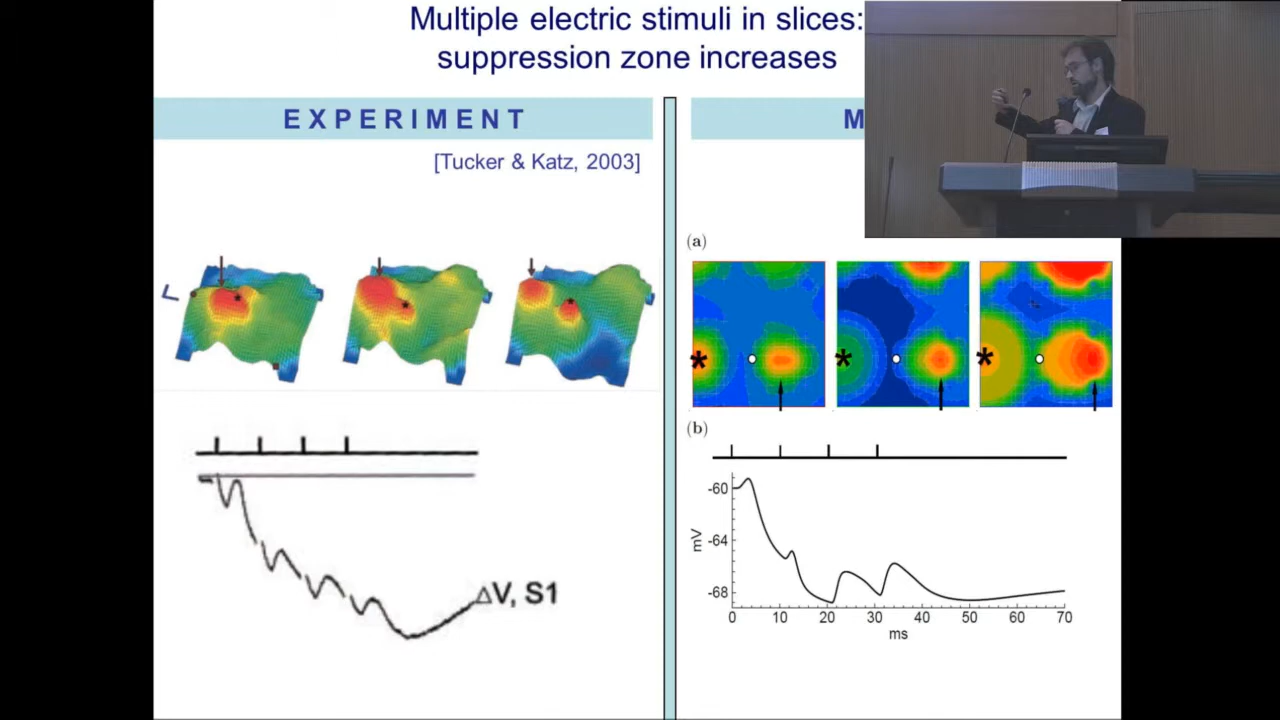 Multiple electric stimuli in slices:
suppression zone increases
EXPERIMENT
M
[Tucker & Katz, 2003]
(a)
*
*
*
*
*
*
(b)
-60
-64
-68
mV
0
10
20
30
40
50
60
70
ms
ΔV, S1